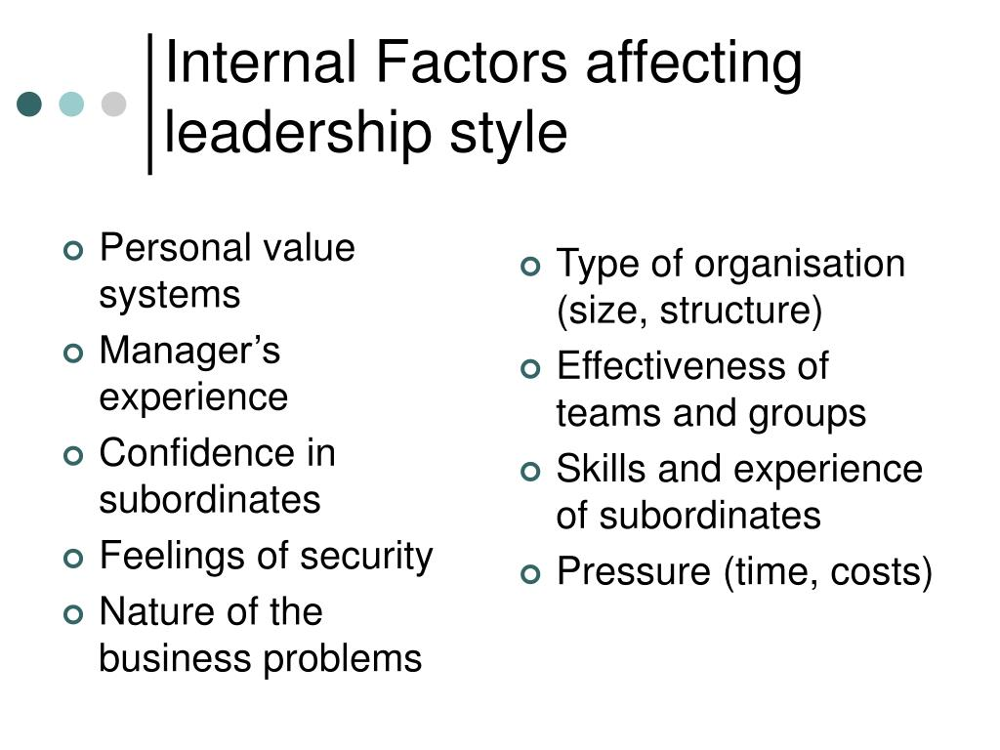 Internal Factors affecting
leadership style
Personal value
systems
Manager’s
experience
Confidence in
subordinates
Feelings of security
Nature of the
business problems
Type of organisation
(size, structure)
Effectiveness of
teams and groups
Skills and experience
of subordinates
Pressure (time, costs)